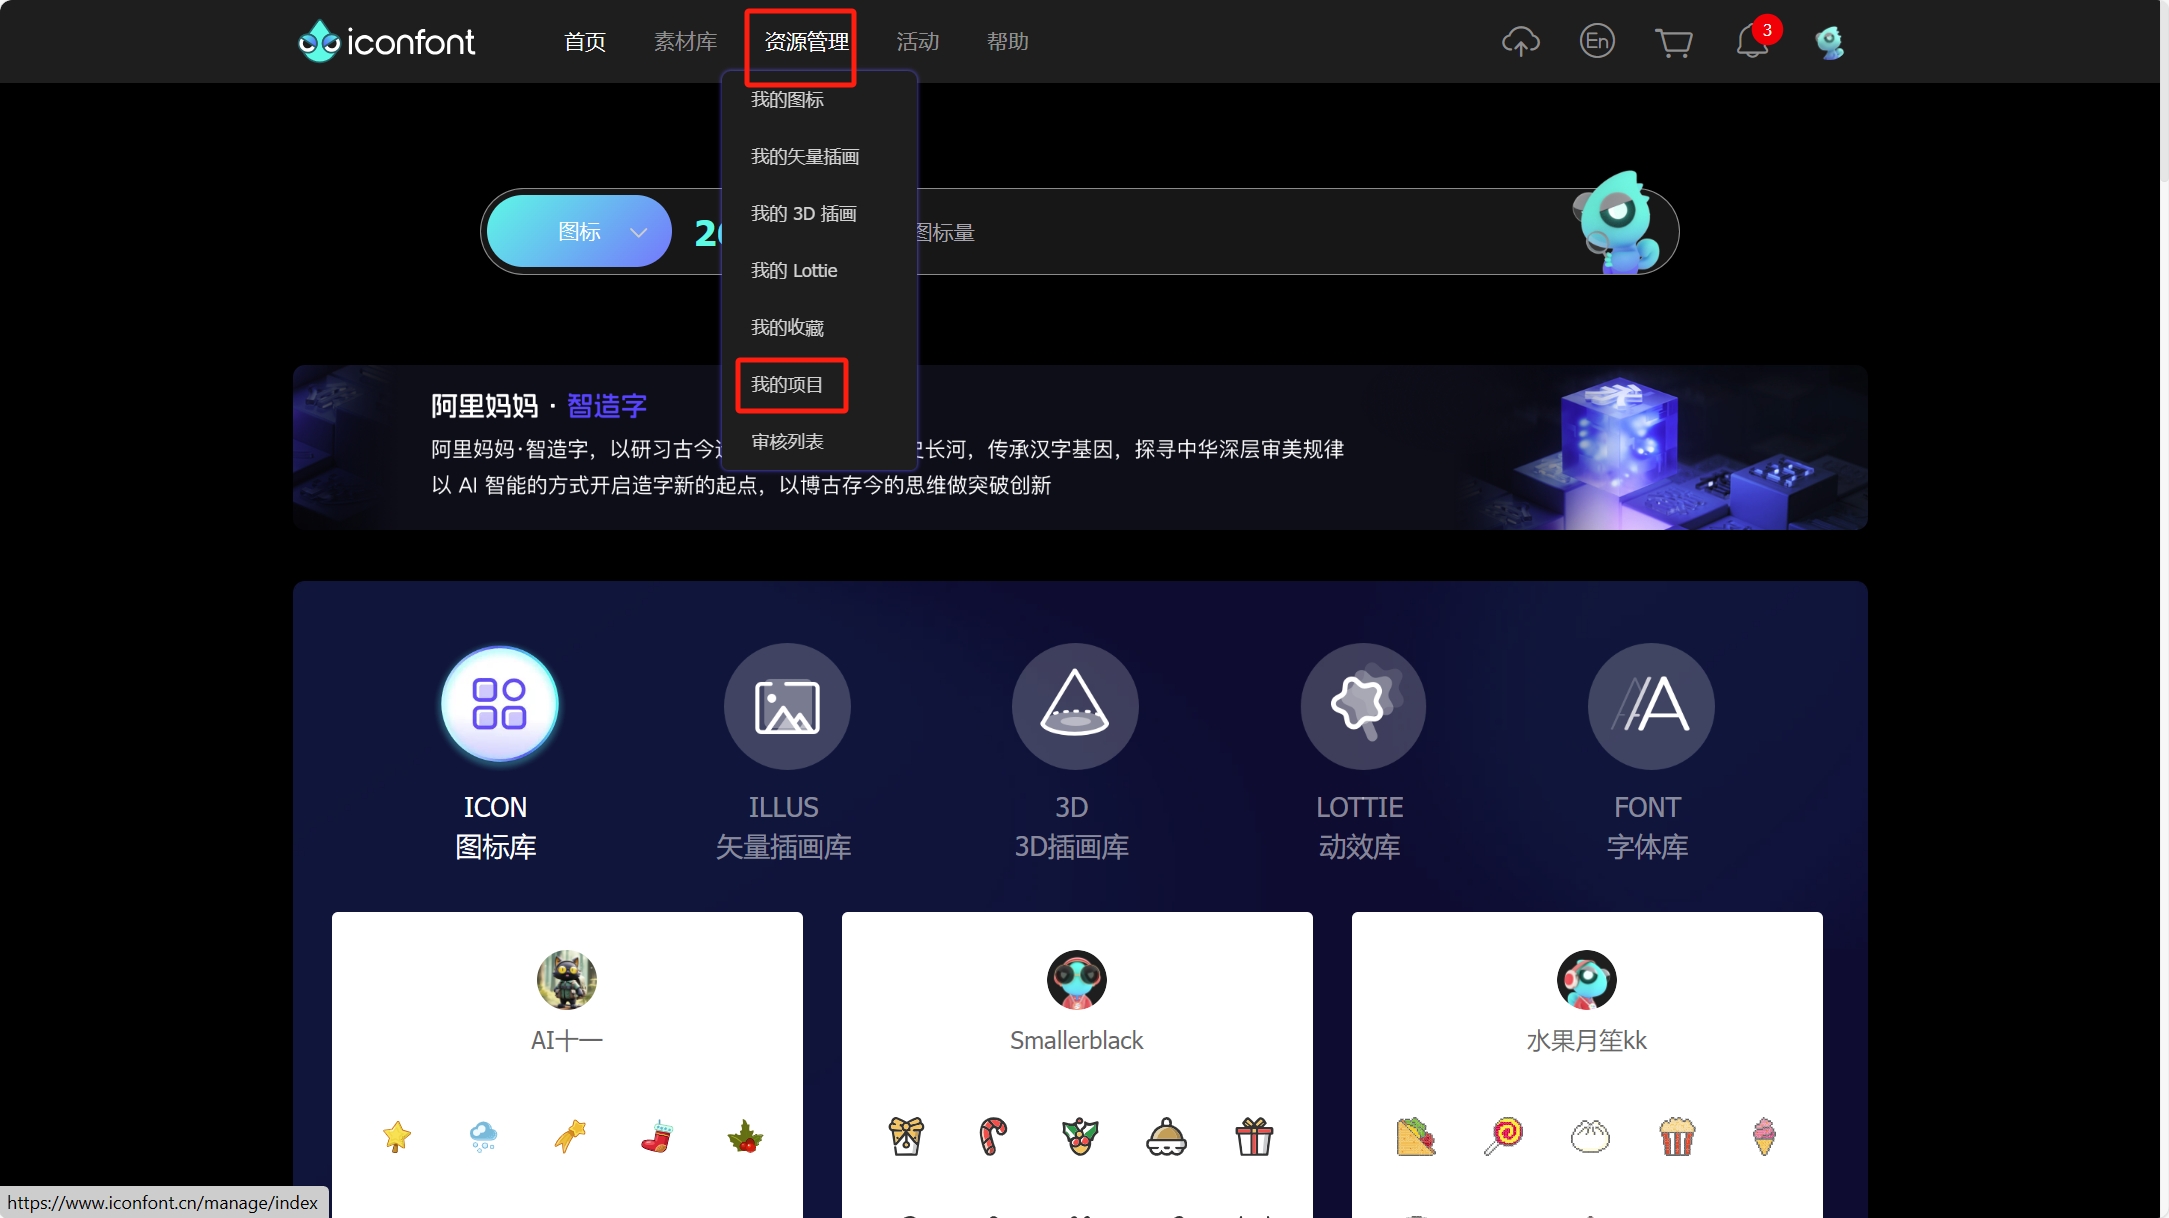 iconfont 首页 素材库 资源管理 活动 帮助 En 3
我的图标
我的矢量插画
我的 3D 插画
我的 Lottie
我的收藏
我的项目
审核列表
图标 图标量
阿里妈妈 · 智造字
阿里妈妈·智造字，以研习古今 长河，传承汉字基因，探寻中华深层审美规律
以 AI 智能的方式开启造字新的起点，以博古存今的思维做突破创新
ICON
图标库
ILLUS
矢量插画库
3D
3D插画库
LOTTIE
动效库
FONT
字体库
AI十一
Smallerblack
水果月笙kk
https://www.iconfont.cn/manage/index